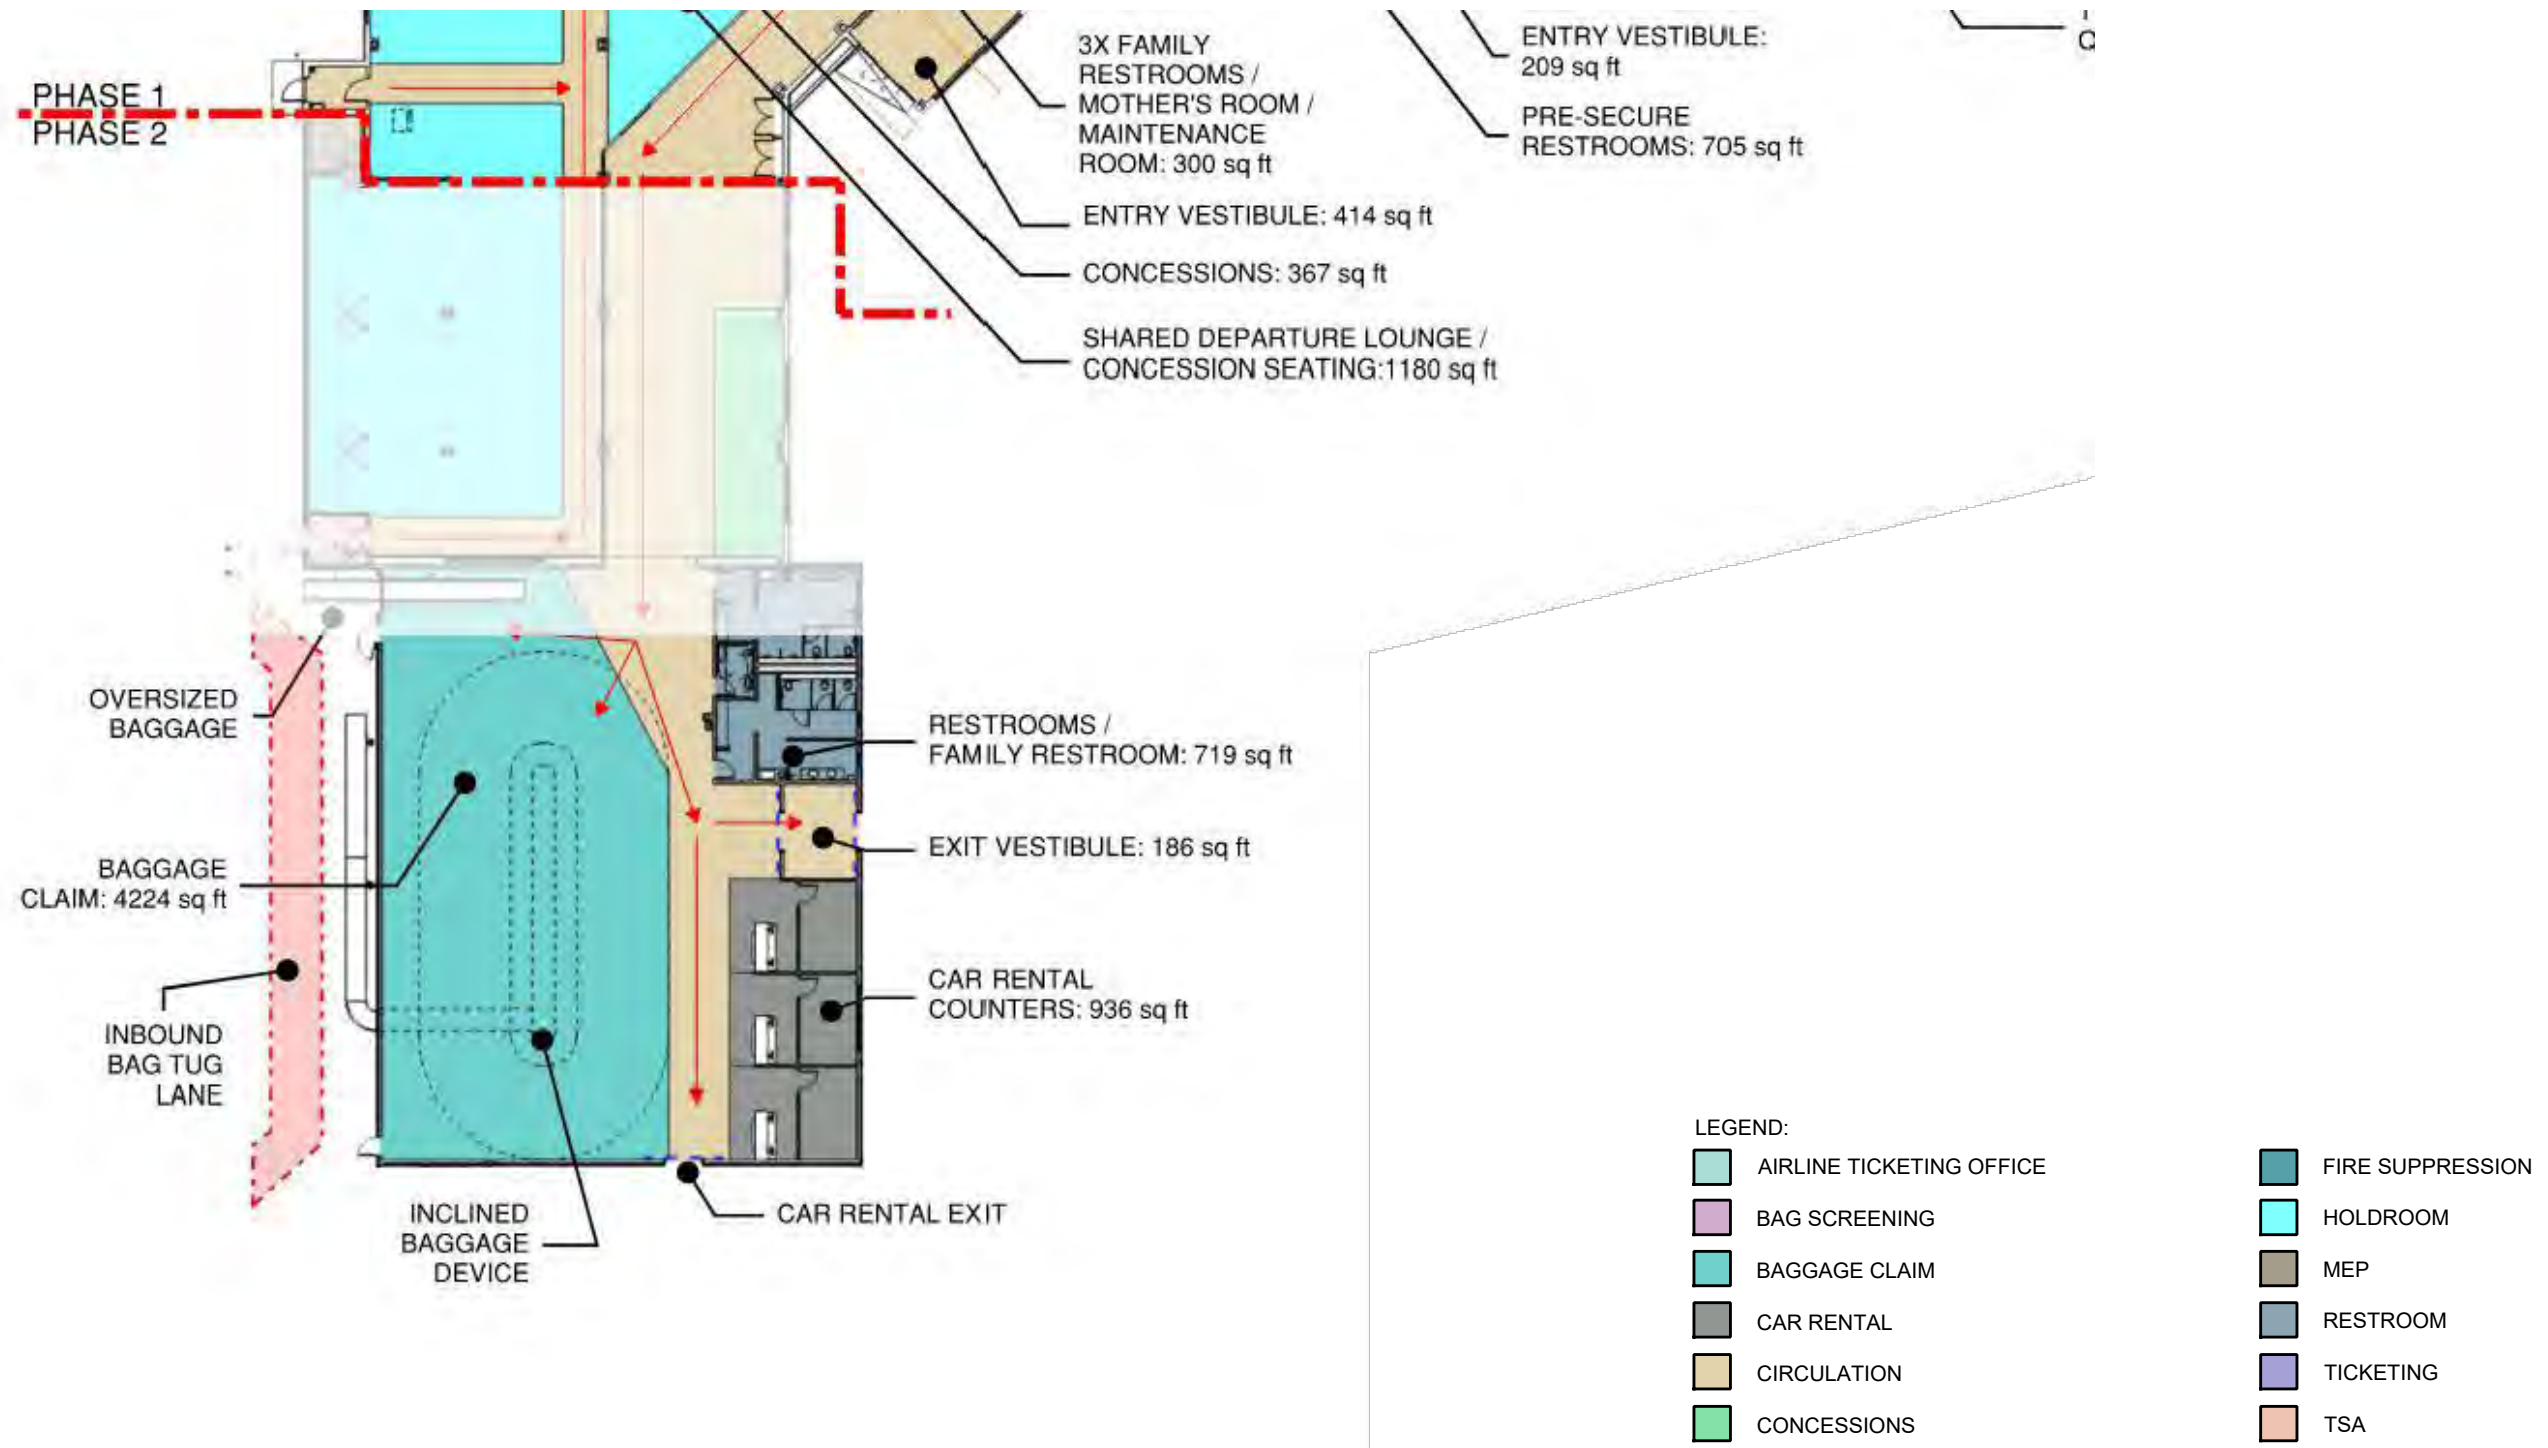 PHASE 1
PHASE 2
3X FAMILY
RESTROOMS /
MOTHER'S ROOM /
MAINTENANCE
ROOM: 300 sq ft
ENTRY VESTIBULE: 414 sq ft
CONCESSIONS: 367 sq ft
SHARED DEPARTURE LOUNGE /
CONCESSION SEATING:1180 sq ft
ENTRY VESTIBULE:
209 sq ft
PRE-SECURE
RESTROOMS: 705 sq ft
OVERSIZED
BAGGAGE
BAGGAGE
CLAIM: 4224 sq ft
INBOUND
BAG TUG
LANE
INCLINED
BAGGAGE
DEVICE
RESTROOMS /
FAMILY RESTROOM: 719 sq ft
EXIT VESTIBULE: 186 sq ft
CAR RENTAL
COUNTERS: 936 sq ft
CAR RENTAL EXIT
LEGEND:
AIRLINE TICKETING OFFICE
BAG SCREENING
BAGGAGE CLAIM
CAR RENTAL
CIRCULATION
CONCESSIONS
FIRE SUPPRESSION
HOLDROOM
MEP
RESTROOM
TICKETING
TSA